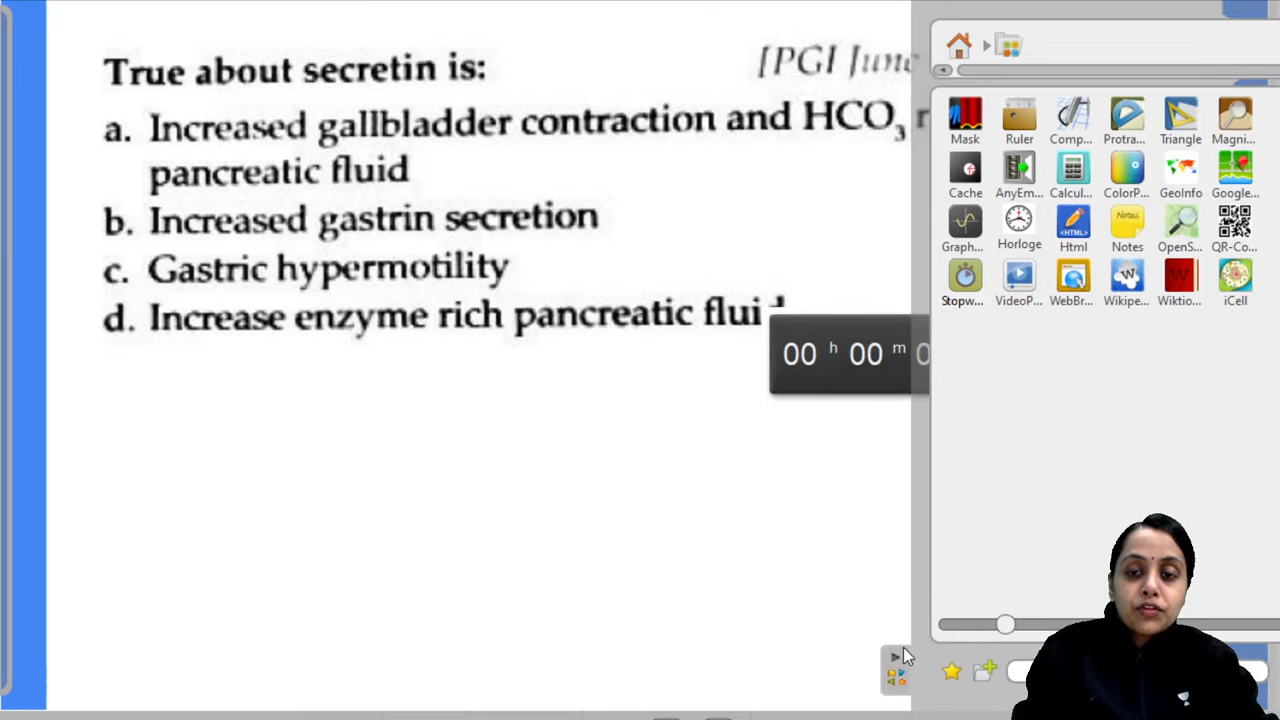 True about secretin is:
[PGI June
a. Increased gallbladder contraction and HCO₃
pancreatic fluid
b. Increased gastrin secretion
c. Gastric hypermotility
d. Increase enzyme rich pancreatic flui
00 h 00 m 0
Mask Ruler Comp... Protra... Triangle Magni...
Cache AnyEm... Calcul... ColorP... GeoInfo Google...
Graph... Horloge Html Notes OpenS... QR-Co...
Stopw... VideoP... WebBr... Wikipe... Wiktio... iCell